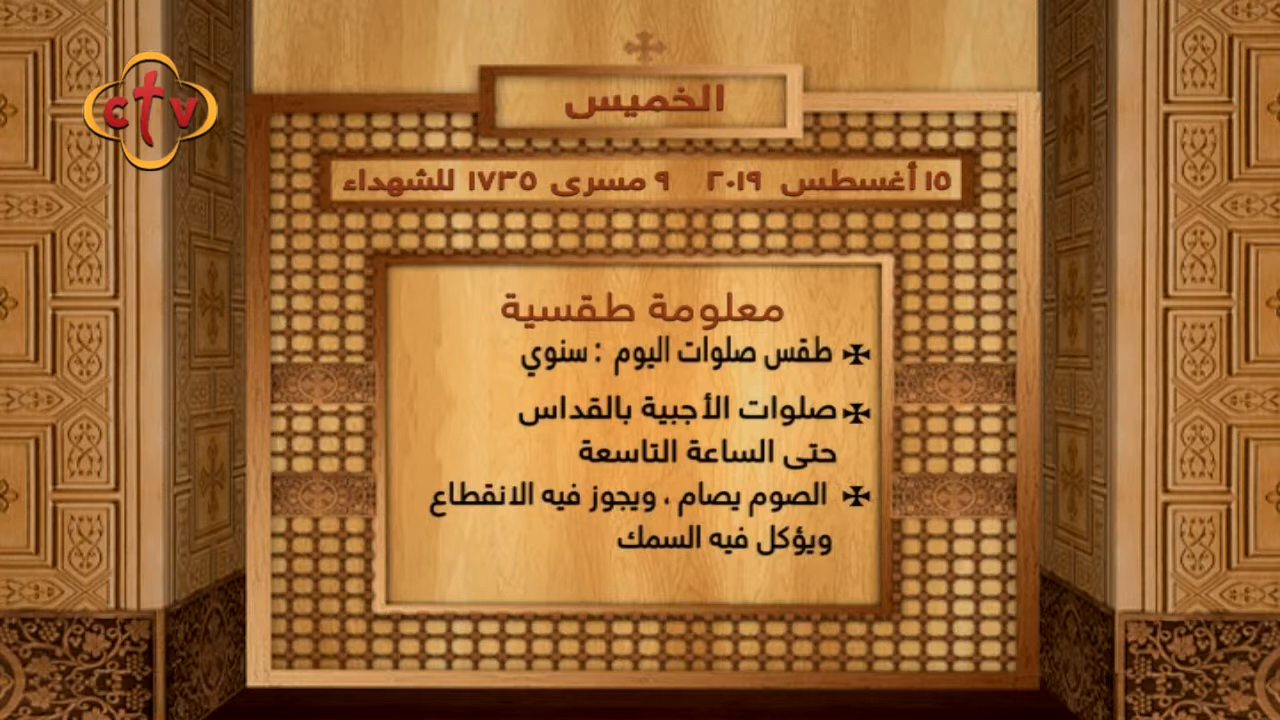 ctv
الخميس
١٥ أغسطس ٢٠١٩ ٩ مسرى ١٧٣٥ للشهداء
معلومة طقسية
طقس صلوات اليوم : سنوي
صلوات الأجبية بالقداس
حتى الساعة التاسعة
الصوم يصام ، ويجوز فيه الانقطاع
ويؤكل فيه السمك